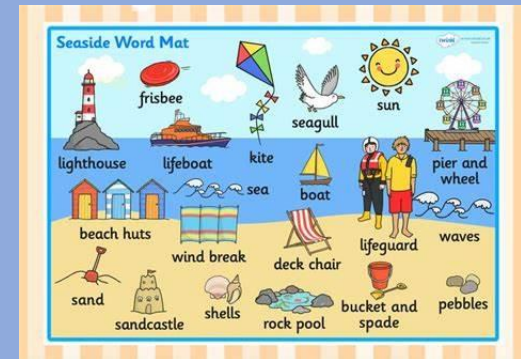 Seaside Word Mat
twinkl
frisbee
seagull
sun
lighthouse
lifeboat
kite
boat
pier and
wheel
sea
beach huts
wind break
deck chair
lifeguard
waves
sand
sandcastle
shells
rock pool
bucket and
spade
pebbles